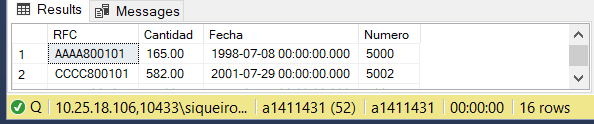 Results Messages
RFC Cantidad Fecha Numero
1 AAAA800101 165.00 1998-07-08 00:00:00.000 5000
2 CCCC800101 582.00 2001-07-29 00:00:00.000 5002
Q 10.25.18.106,10433\siqueiro... a1411431 (52) a1411431 00:00:00 16 rows